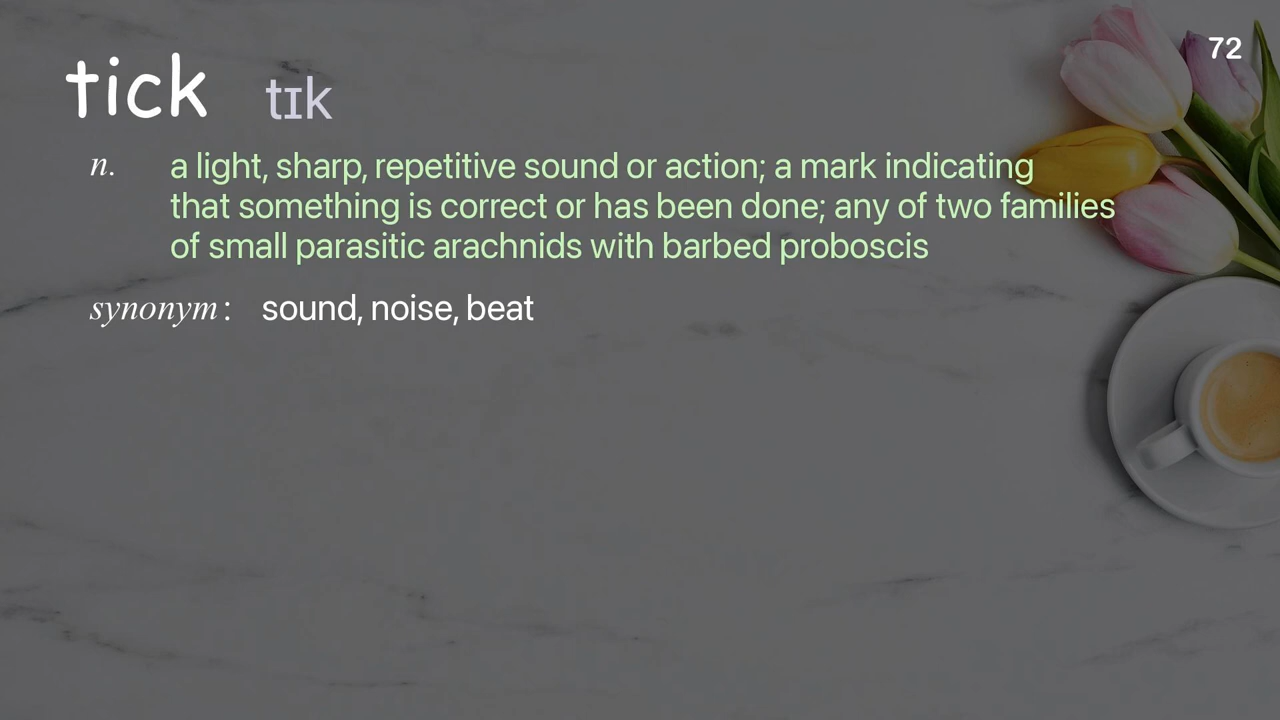 72
tick tɪk
n. a light, sharp, repetitive sound or action; a mark indicating
that something is correct or has been done; any of two families
of small parasitic arachnids with barbed proboscis
synonym: sound, noise, beat